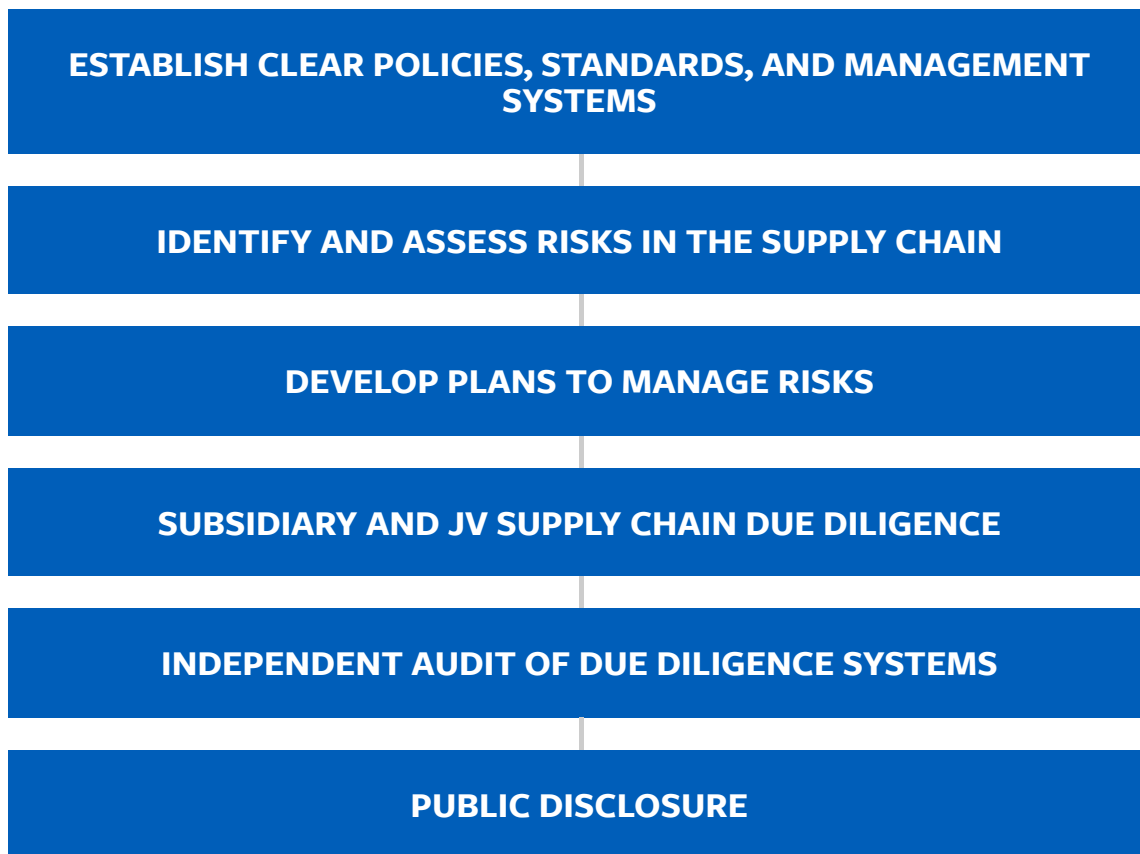 ESTABLISH CLEAR POLICIES, STANDARDS, AND MANAGEMENT
SYSTEMS
IDENTIFY AND ASSESS RISKS IN THE SUPPLY CHAIN
DEVELOP PLANS TO MANAGE RISKS
SUBSIDIARY AND JV SUPPLY CHAIN DUE DILIGENCE
INDEPENDENT AUDIT OF DUE DILIGENCE SYSTEMS
PUBLIC DISCLOSURE